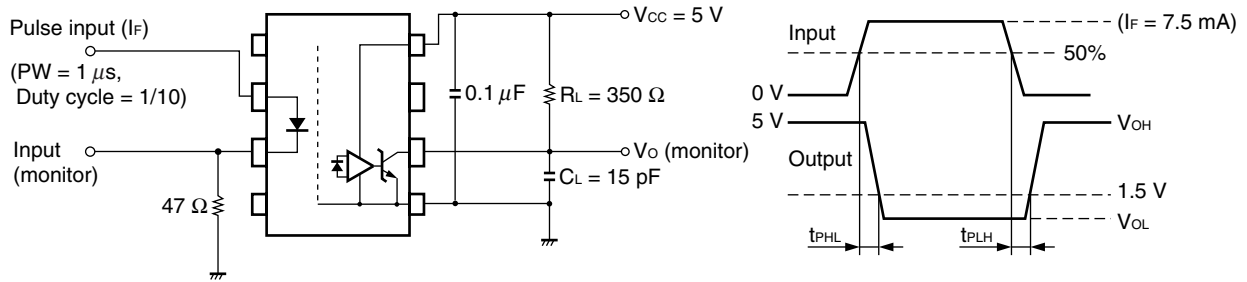 Pulse input (IF)
(PW = 1 μs,
Duty cycle = 1/10)
Input
(monitor)
47 Ω
VCC = 5 V
0.1 μF
RL = 350 Ω
VO (monitor)
CL = 15 pF
Input
(IF = 7.5 mA)
50%
0 V
5 V
VOH
Output
1.5 V
VOL
tPHL
tPLH